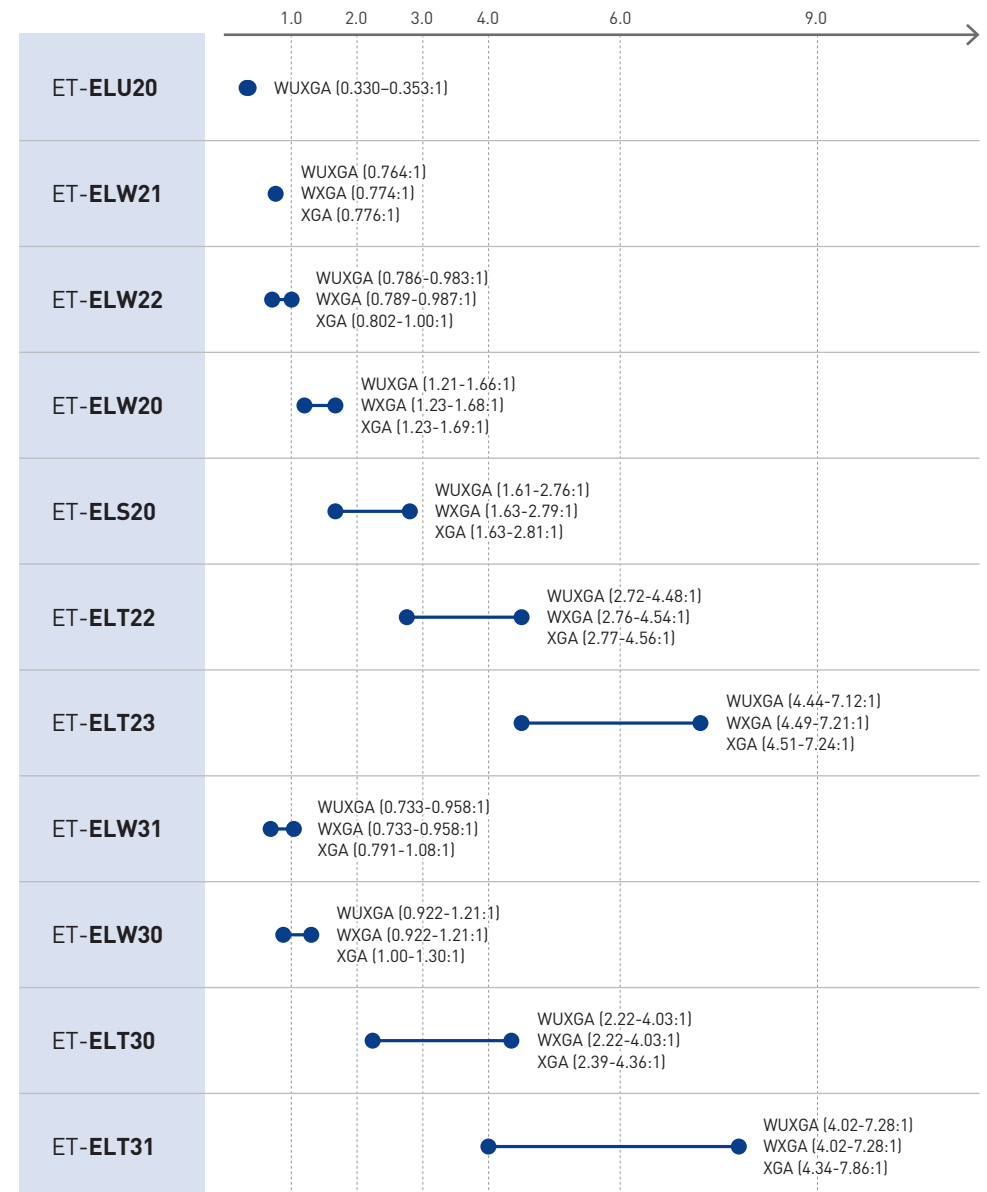 1.0 2.0 3.0 4.0 6.0 9.0
ET-ELU20
WUXGA (0.330–0.353:1)
ET-ELW21
WUXGA (0.764:1)
WXGA (0.774:1)
XGA (0.776:1)
ET-ELW22
WUXGA (0.786-0.983:1)
WXGA (0.789-0.987:1)
XGA (0.802-1.00:1)
ET-ELW20
WUXGA (1.21-1.66:1)
WXGA (1.23-1.68:1)
XGA (1.23-1.69:1)
ET-ELS20
WUXGA (1.61-2.76:1)
WXGA (1.63-2.79:1)
XGA (1.63-2.81:1)
ET-ELT22
WUXGA (2.72-4.48:1)
WXGA (2.76-4.54:1)
XGA (2.77-4.56:1)
ET-ELT23
WUXGA (4.44-7.12:1)
WXGA (4.49-7.21:1)
XGA (4.51-7.24:1)
ET-ELW31
WUXGA (0.733-0.958:1)
WXGA (0.733-0.958:1)
XGA (0.791-1.08:1)
ET-ELW30
WUXGA (0.922-1.21:1)
WXGA (0.922-1.21:1)
XGA (1.00-1.30:1)
ET-ELT30
WUXGA (2.22-4.03:1)
WXGA (2.22-4.03:1)
XGA (2.39-4.36:1)
ET-ELT31
WUXGA (4.02-7.28:1)
WXGA (4.02-7.28:1)
XGA (4.34-7.86:1)